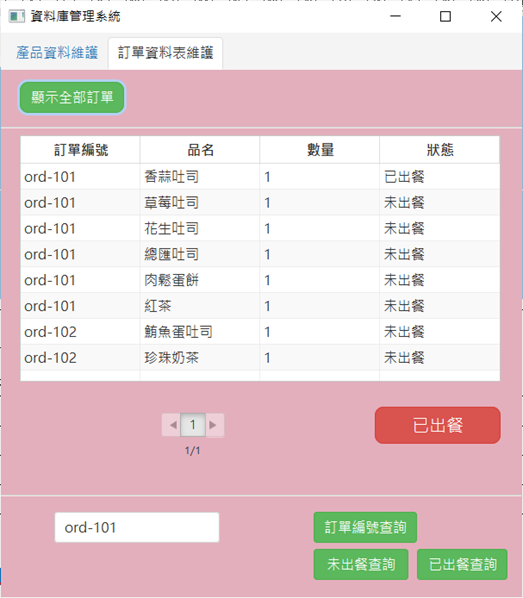 資料庫管理系統
產品資料維護 訂單資料表維護
顯示全部訂單
訂單編號 品名 數量 狀態
ord-101 香蒜吐司 1 已出餐
ord-101 草莓吐司 1 未出餐
ord-101 花生吐司 1 未出餐
ord-101 總匯吐司 1 未出餐
ord-101 肉鬆蛋餅 1 未出餐
ord-101 紅茶 1 未出餐
ord-102 鮪魚蛋吐司 1 未出餐
ord-102 珍珠奶茶 1 未出餐
1 已出餐
1/1
ord-101 訂單編號查詢
未出餐查詢 已出餐查詢